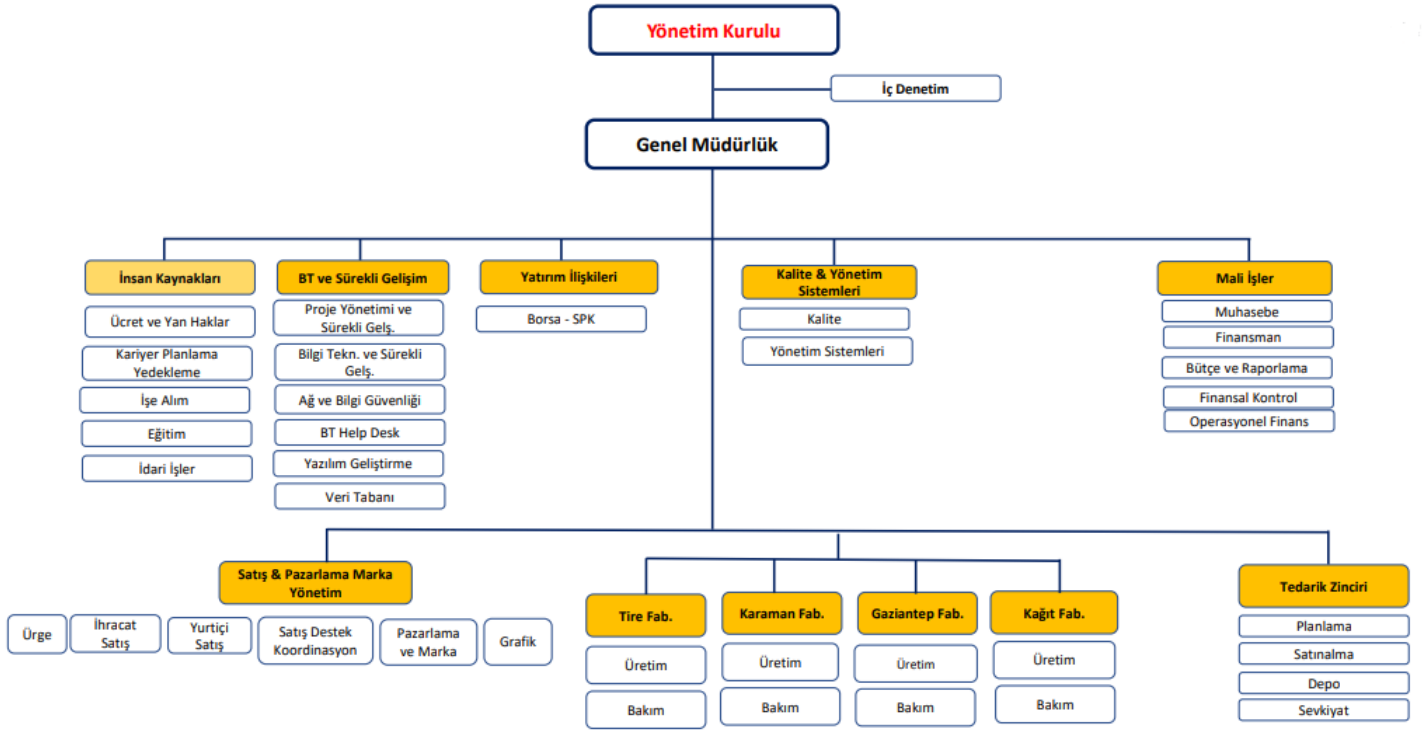 Yönetim Kurulu
İç Denetim
Genel Müdürlük
İnsan Kaynakları
Ücret ve Yan Haklar
Kariyer Planlama
Yedekleme
İşe Alım
Eğitim
İdari İşler
BT ve Sürekli Gelişim
Proje Yönetimi ve
Sürekli Gelş.
Bilgi Tekn. ve Sürekli
Gelş.
Ağ ve Bilgi Güvenliği
BT Help Desk
Yazılım Geliştirme
Veri Tabanı
Yatırım İlişkileri
Borsa - SPK
Kalite & Yönetim
Sistemleri
Kalite
Yönetim Sistemleri
Mali İşler
Muhasebe
Finansman
Bütçe ve Raporlama
Finansal Kontrol
Operasyonel Finans
Satış & Pazarlama Marka
Yönetim
Ürge
İhracat
Satış
Yurtiçi
Satış
Satış Destek
Koordinasyon
Pazarlama
ve Marka
Grafik
Tire Fab.
Üretim
Bakım
Karaman Fab.
Üretim
Bakım
Gaziantep Fab.
Üretim
Bakım
Kağıt Fab.
Üretim
Bakım
Tedarik Zinciri
Planlama
Satınalma
Depo
Sevkiyat